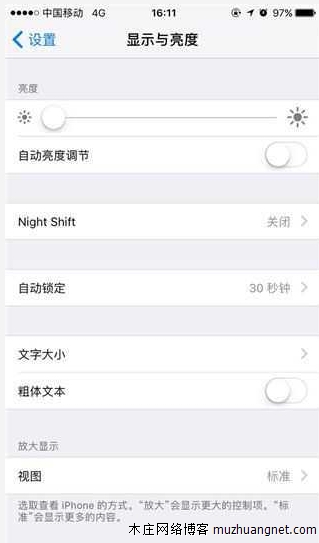 中国移动 4G 16:11 97%
设置 显示与亮度
亮度
自动亮度调节
Night Shift 关闭
自动锁定 30 秒钟
文字大小
粗体文本
放大显示
视图 标准
选取查看 iPhone 的方式。“放大”会显示更大的控制项。“标
准”会显示更多的内容。
木庄网络博客 muzhuangnet.com